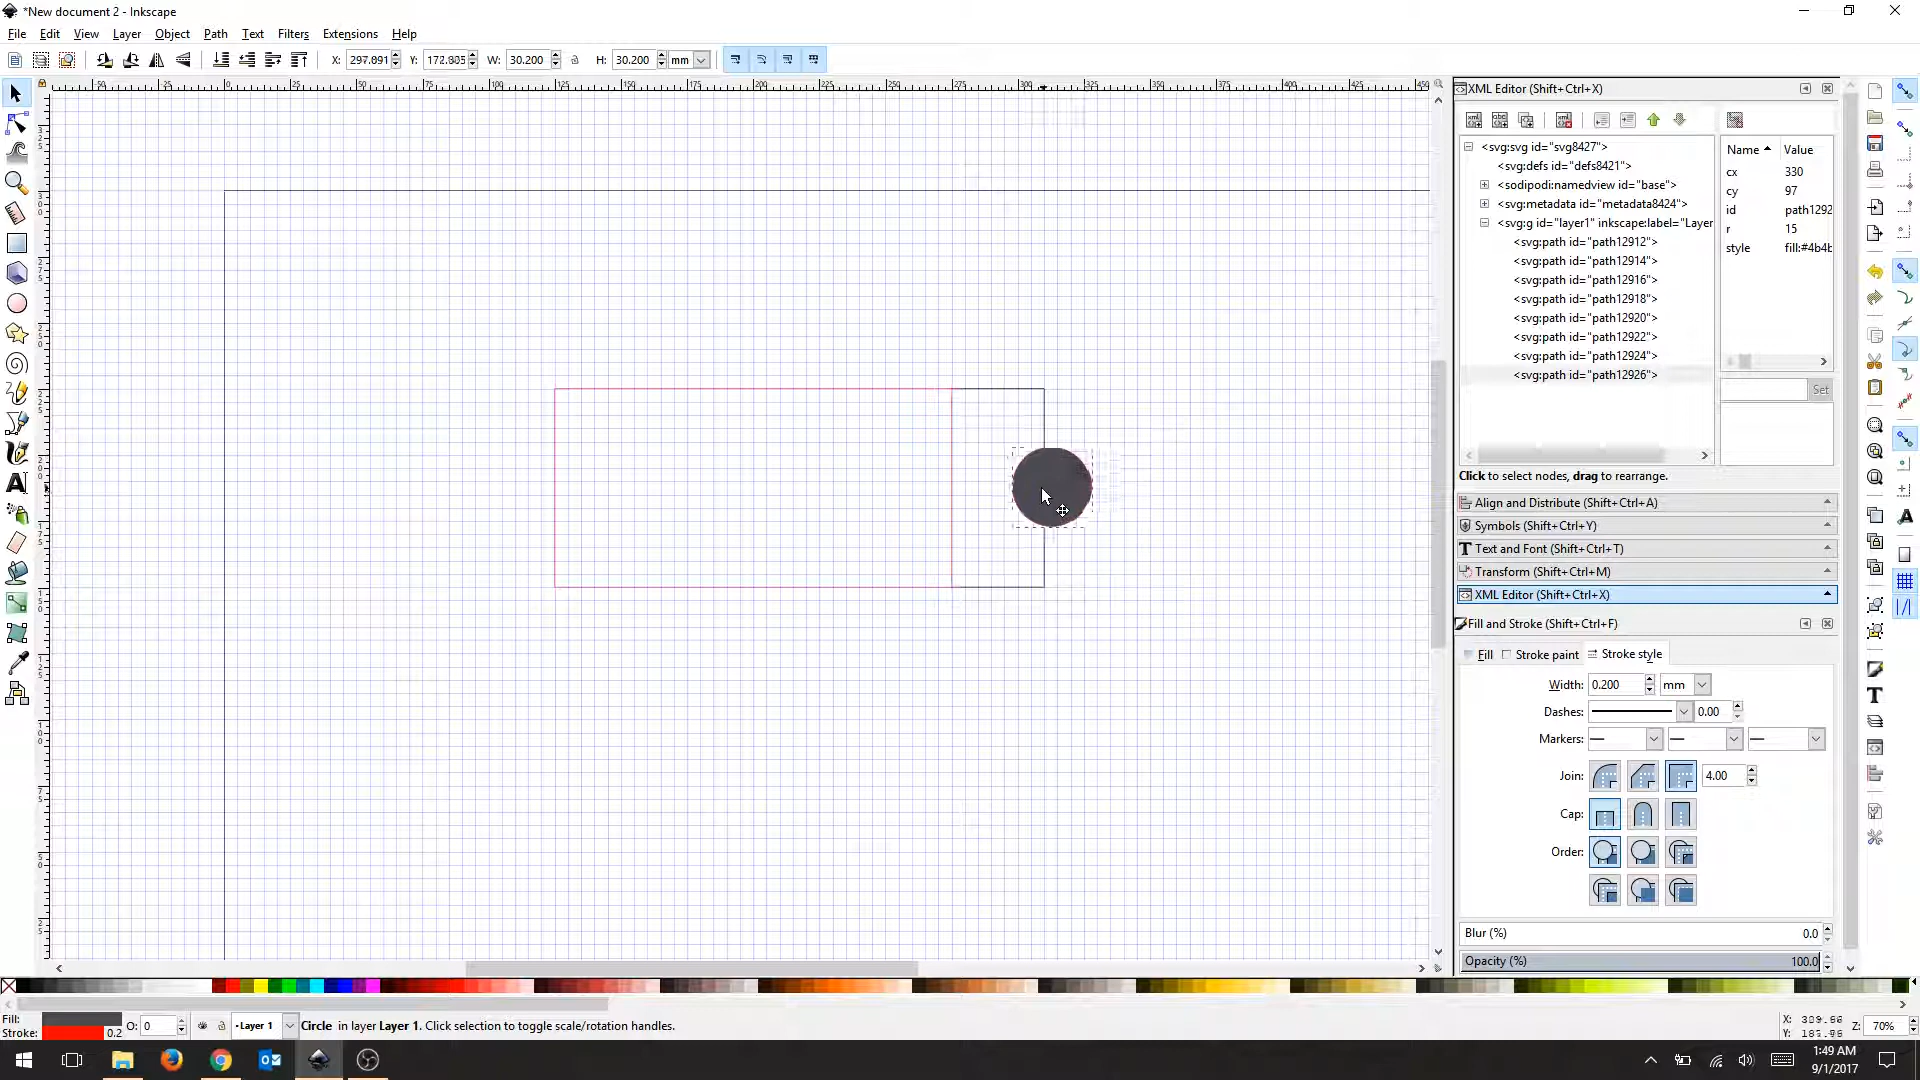 *New document 2 - Inkscape
File Edit View Layer Object Path Text Filters Extensions Help
X: 297.891 Y: 172.885 W: 30.200 H: 30.200 mm
XML Editor (Shift+Ctrl+X)
<svg:svg id="svg8427">
<svg:defs id="defs8421">
<sodipodi:namedview id="base">
<svg:metadata id="metadata8424">
<svg:g id="layer1" inkscape:label="Layer
<svg:path id="path12912">
<svg:path id="path12914">
<svg:path id="path12916">
<svg:path id="path12918">
<svg:path id="path12920">
<svg:path id="path12922">
<svg:path id="path12924">
<svg:path id="path12926">
Name Value
cx 330
cy 97
id path1292
r 15
style fill:#4b4b
Set
Click to select nodes, drag to rearrange.
Align and Distribute (Shift+Ctrl+A)
Symbols (Shift+Ctrl+Y)
Text and Font (Shift+Ctrl+T)
Transform (Shift+Ctrl+M)
XML Editor (Shift+Ctrl+X)
Fill and Stroke (Shift+Ctrl+F)
Fill Stroke paint Stroke style
Width: 0.200 mm
Dashes: 0.00
Markers:
Join: 4.00
Cap:
Order:
Blur (%) 0.0
Opacity (%) 100.0
Fill:
Stroke: 0.2
O: 0
Layer 1
Circle in layer Layer 1. Click selection to toggle scale/rotation handles.
X:
Y:
Z: 70%
1:49 AM
9/1/2017